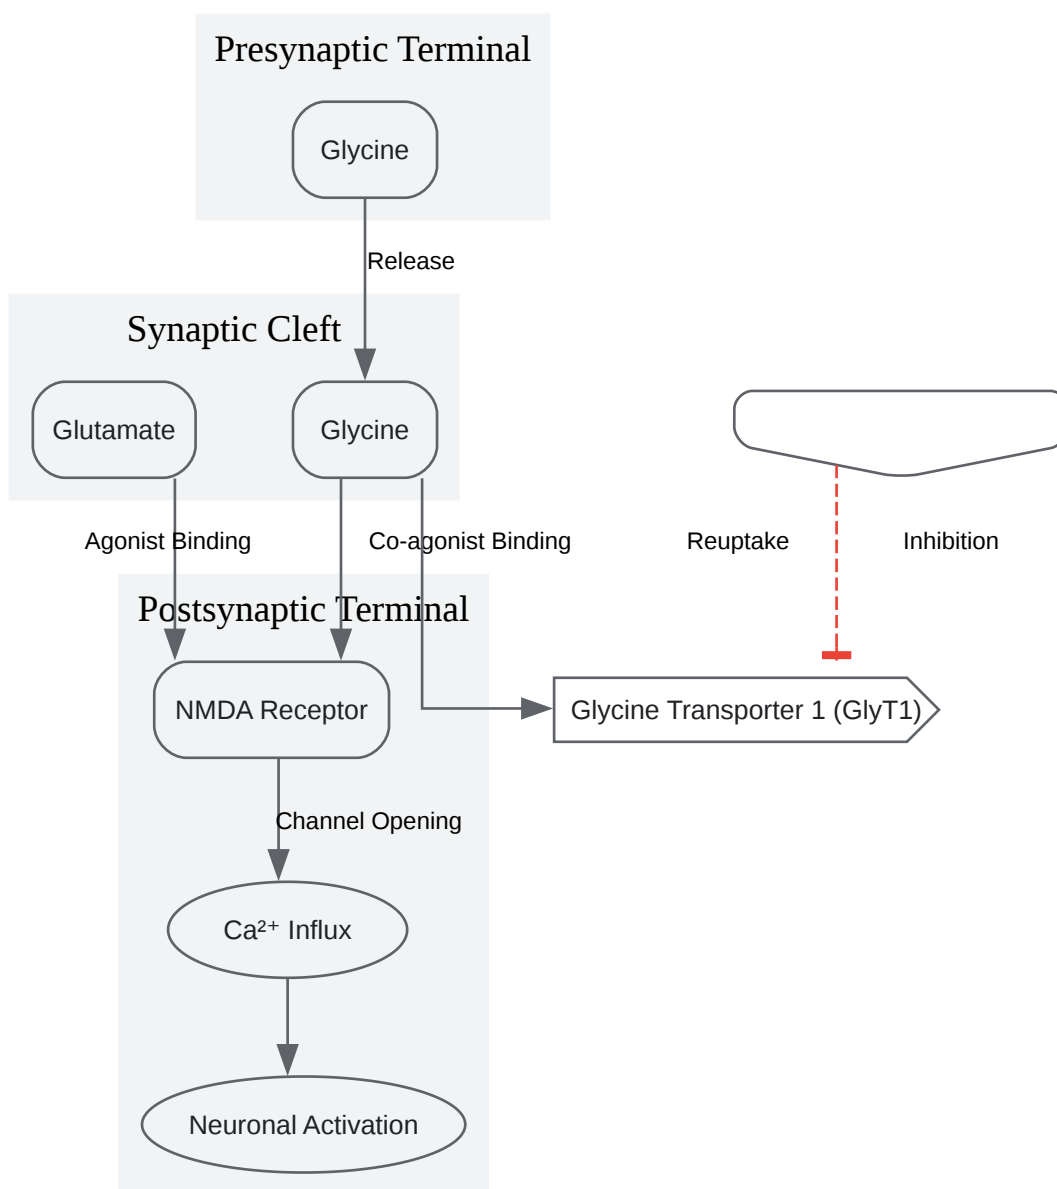 Presynaptic Terminal
Glycine
Release
Synaptic Cleft
Glutamate
Glycine
Agonist Binding
Co-agonist Binding
Reuptake
Inhibition
Postsynaptic Terminal
NMDA Receptor
Glycine Transporter 1 (GlyT1)
Channel Opening
Ca²⁺ Influx
Neuronal Activation